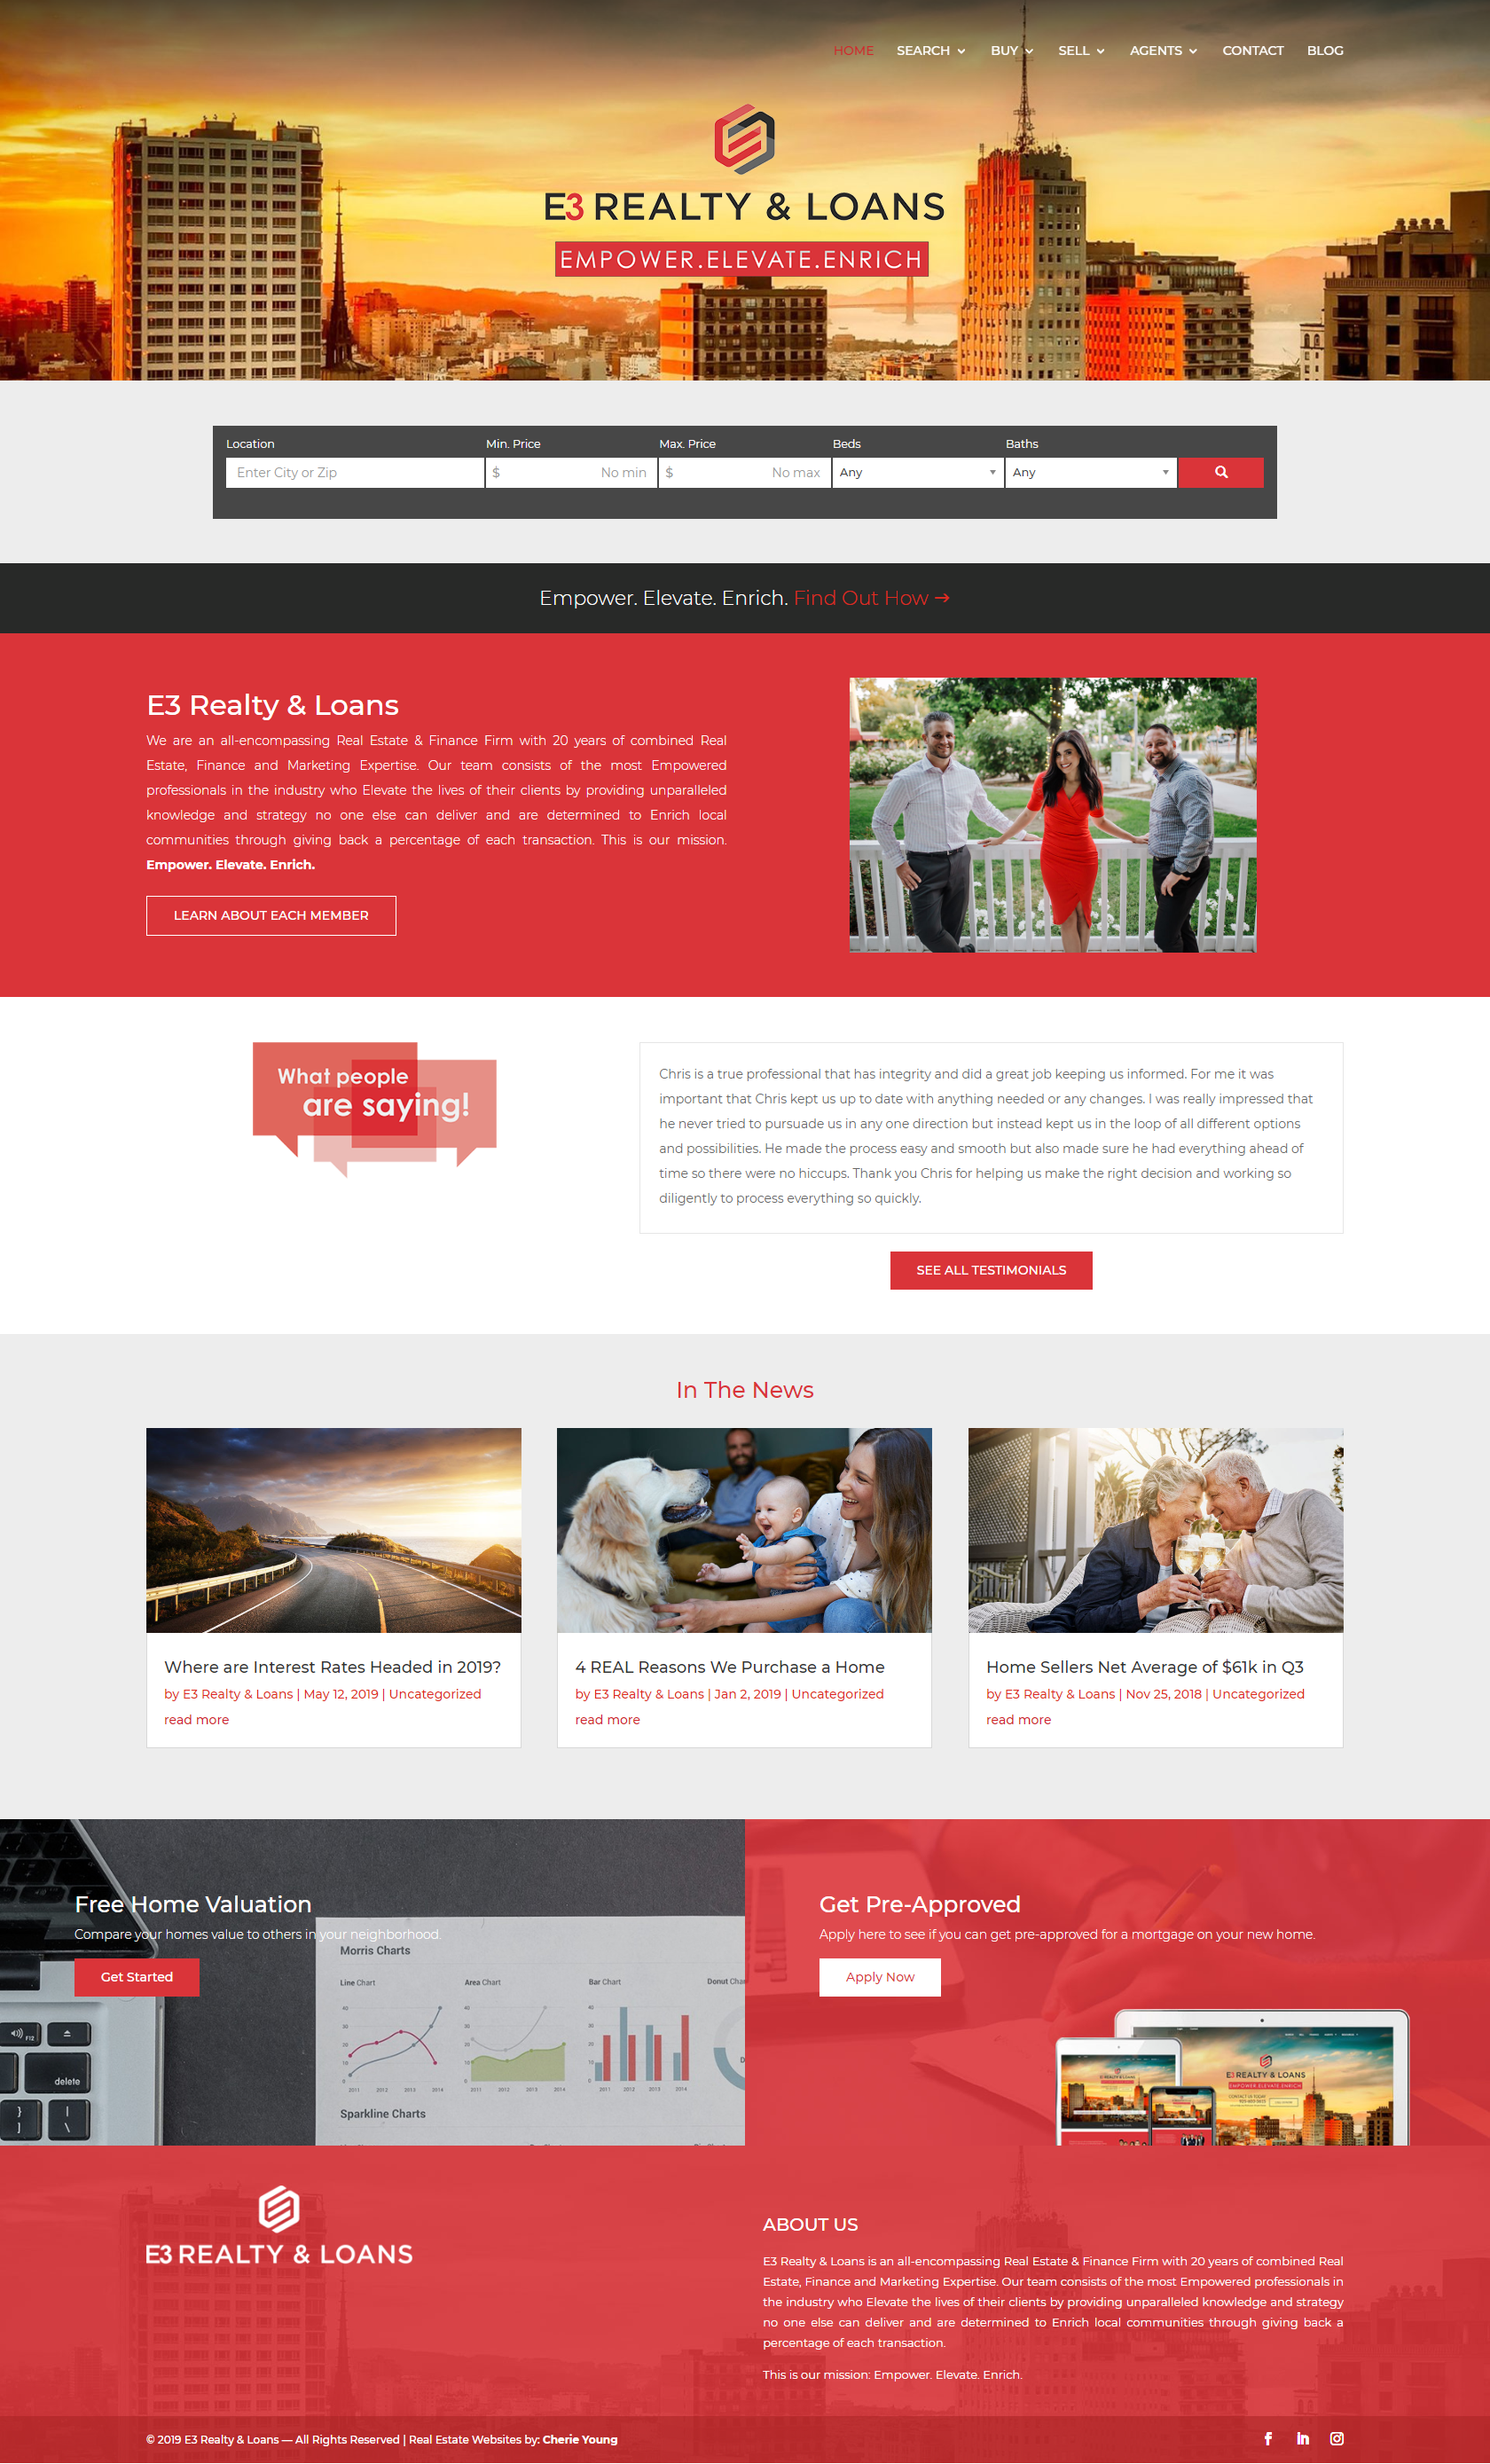 HOME SEARCH BUY SELL AGENTS CONTACT BLOG
E3 REALTY & LOANS
EMPOWER.ELEVATE.ENRICH
Location Min. Price Max. Price Beds Baths
Enter City or Zip $ No min $ No max Any Any
Empower. Elevate. Enrich. Find Out How →
E3 Realty & Loans
We are an all-encompassing Real Estate & Finance Firm with 20 years of combined Real
Estate, Finance and Marketing Expertise. Our team consists of the most Empowered
professionals in the industry who Elevate the lives of their clients by providing unparalleled
knowledge and strategy no one else can deliver and are determined to Enrich local
communities through giving back a percentage of each transaction. This is our mission.
Empower. Elevate. Enrich.
LEARN ABOUT EACH MEMBER
What people
are saying!
Chris is a true professional that has integrity and did a great job keeping us informed. For me it was
important that Chris kept us up to date with anything needed or any changes. I was really impressed that
he never tried to pursuade us in any one direction but instead kept us in the loop of all different options
and possibilities. He made the process easy and smooth but also made sure he had everything ahead of
time so there were no hiccups. Thank you Chris for helping us make the right decision and working so
diligently to process everything so quickly.
SEE ALL TESTIMONIALS
In The News
Where are Interest Rates Headed in 2019?
by E3 Realty & Loans | May 12, 2019 | Uncategorized
read more
4 REAL Reasons We Purchase a Home
by E3 Realty & Loans | Jan 2, 2019 | Uncategorized
read more
Home Sellers Net Average of $61k in Q3
by E3 Realty & Loans | Nov 25, 2018 | Uncategorized
read more
Free Home Valuation
Compare your homes value to others in your neighborhood.
Get Started
Morris Charts
Line Chart Area Chart Bar Chart Donut Chart
2011 2012 2013 2014 2011 2012 2013 2014 2011 2012 2013 2014
Sparkline Charts
F12
delete
Get Pre-Approved
Apply here to see if you can get pre-approved for a mortgage on your new home.
Apply Now
E3 REALTY & LOANS
EMPOWER.ELEVATE.ENRICH
E3 REALTY & LOANS
ABOUT US
E3 Realty & Loans is an all-encompassing Real Estate & Finance Firm with 20 years of combined Real
Estate, Finance and Marketing Expertise. Our team consists of the most Empowered professionals in
the industry who Elevate the lives of their clients by providing unparalleled knowledge and strategy
no one else can deliver and are determined to Enrich local communities through giving back a
percentage of each transaction.
This is our mission: Empower. Elevate. Enrich.
© 2019 E3 Realty & Loans — All Rights Reserved | Real Estate Websites by: Cherie Young